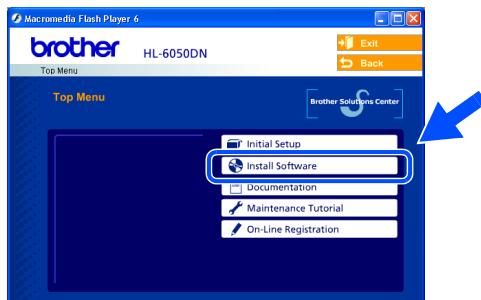 Macromedia Flash Player 6
brother
HL-6050DN
Exit
Back
Top Menu
Top Menu
Brother Solutions Center
Initial Setup
Install Software
Documentation
Maintenance Tutorial
On-Line Registration